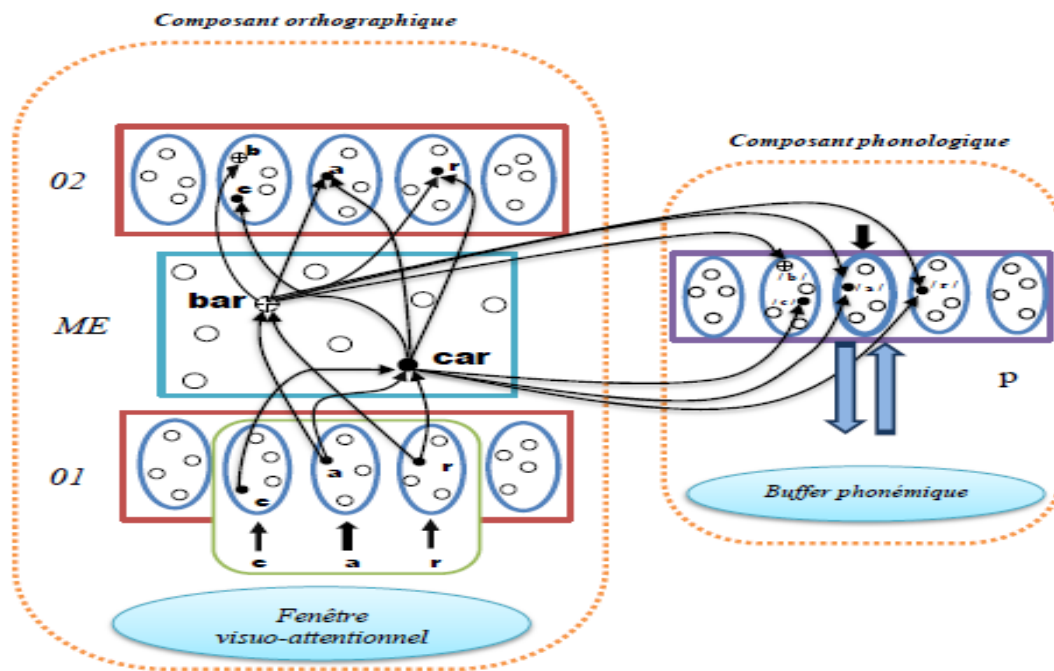 Composant orthographique
Composant phonologique
02
b
a
r
c
bar
ME
car
/ b /
/ c /
/ a /
/ r /
P
01
a
r
c
c a r
Buffer phonémique
Fenêtre
visuo-attentionnel